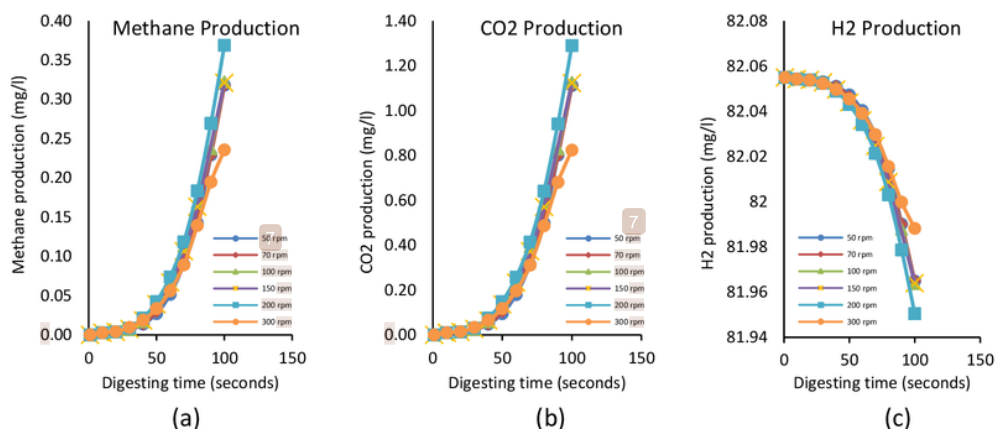 Methane Production
Methane production (mg/l)
0.40
0.35
0.30
0.25
0.20
0.15
0.10
0.05
0.00
7
50 rpm
70 rpm
100 rpm
150 rpm
200 rpm
300 rpm
0 50 100 150
Digesting time (seconds)
(a)
CO2 Production
CO2 production (mg/l)
1.40
1.20
1.00
0.80
0.60
0.40
0.20
0.00
7
50 rpm
70 rpm
100 rpm
150 rpm
200 rpm
300 rpm
0 50 100 150
Digesting time (seconds)
(b)
H2 Production
H2 production (mg/l)
82.08
82.06
82.04
82.02
82
81.98
81.96
81.94
50 rpm
70 rpm
100 rpm
150 rpm
200 rpm
300 rpm
0 50 100 150
Digesting time (seconds)
(c)